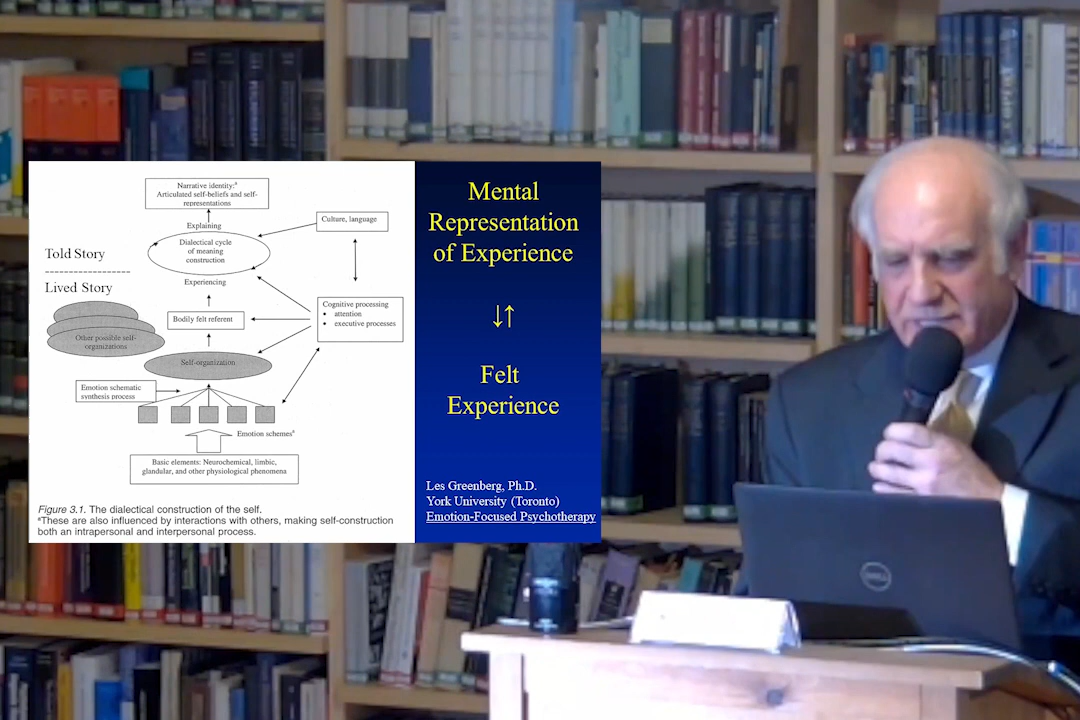 Narrative identity:a
Articulated self-beliefs and self-
representations
Explaining
Culture, language
Dialectical cycle
of meaning
construction
Told Story
--------------------
Lived Story
Experiencing
Cognitive processing
• attention
• executive processes
Bodily felt referent
Other possible self-
organizations
Self-organization
Emotion schematic
synthesis process
Emotion schemesa
Basic elements: Neurochemical, limbic,
glandular, and other physiological phenomena
Figure 3.1. The dialectical construction of the self.
aThese are also influenced by interactions with others, making self-construction
both an intrapersonal and interpersonal process.
Mental
Representation
of Experience
↓↑
Felt
Experience
Les Greenberg, Ph.D.
York University (Toronto)
Emotion-Focused Psychotherapy
DELL